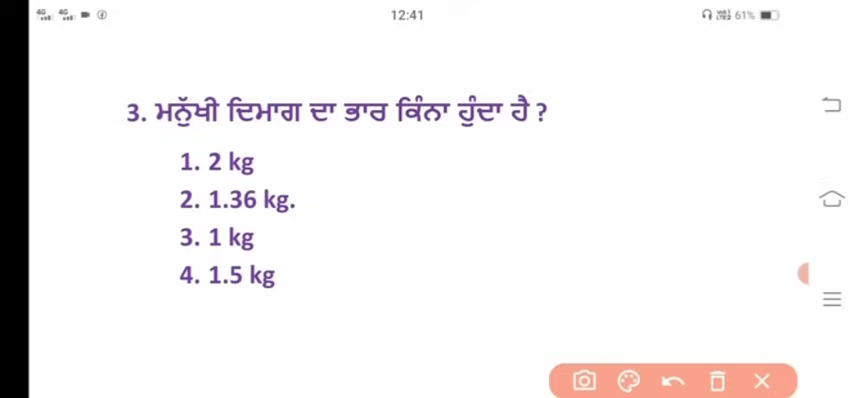 12:41
61%
3. ਮਨੁੱਖੀ ਦਿਮਾਗ ਦਾ ਭਾਰ ਕਿੰਨਾ ਹੁੰਦਾ ਹੈ ?
1. 2 kg
2. 1.36 kg.
3. 1 kg
4. 1.5 kg